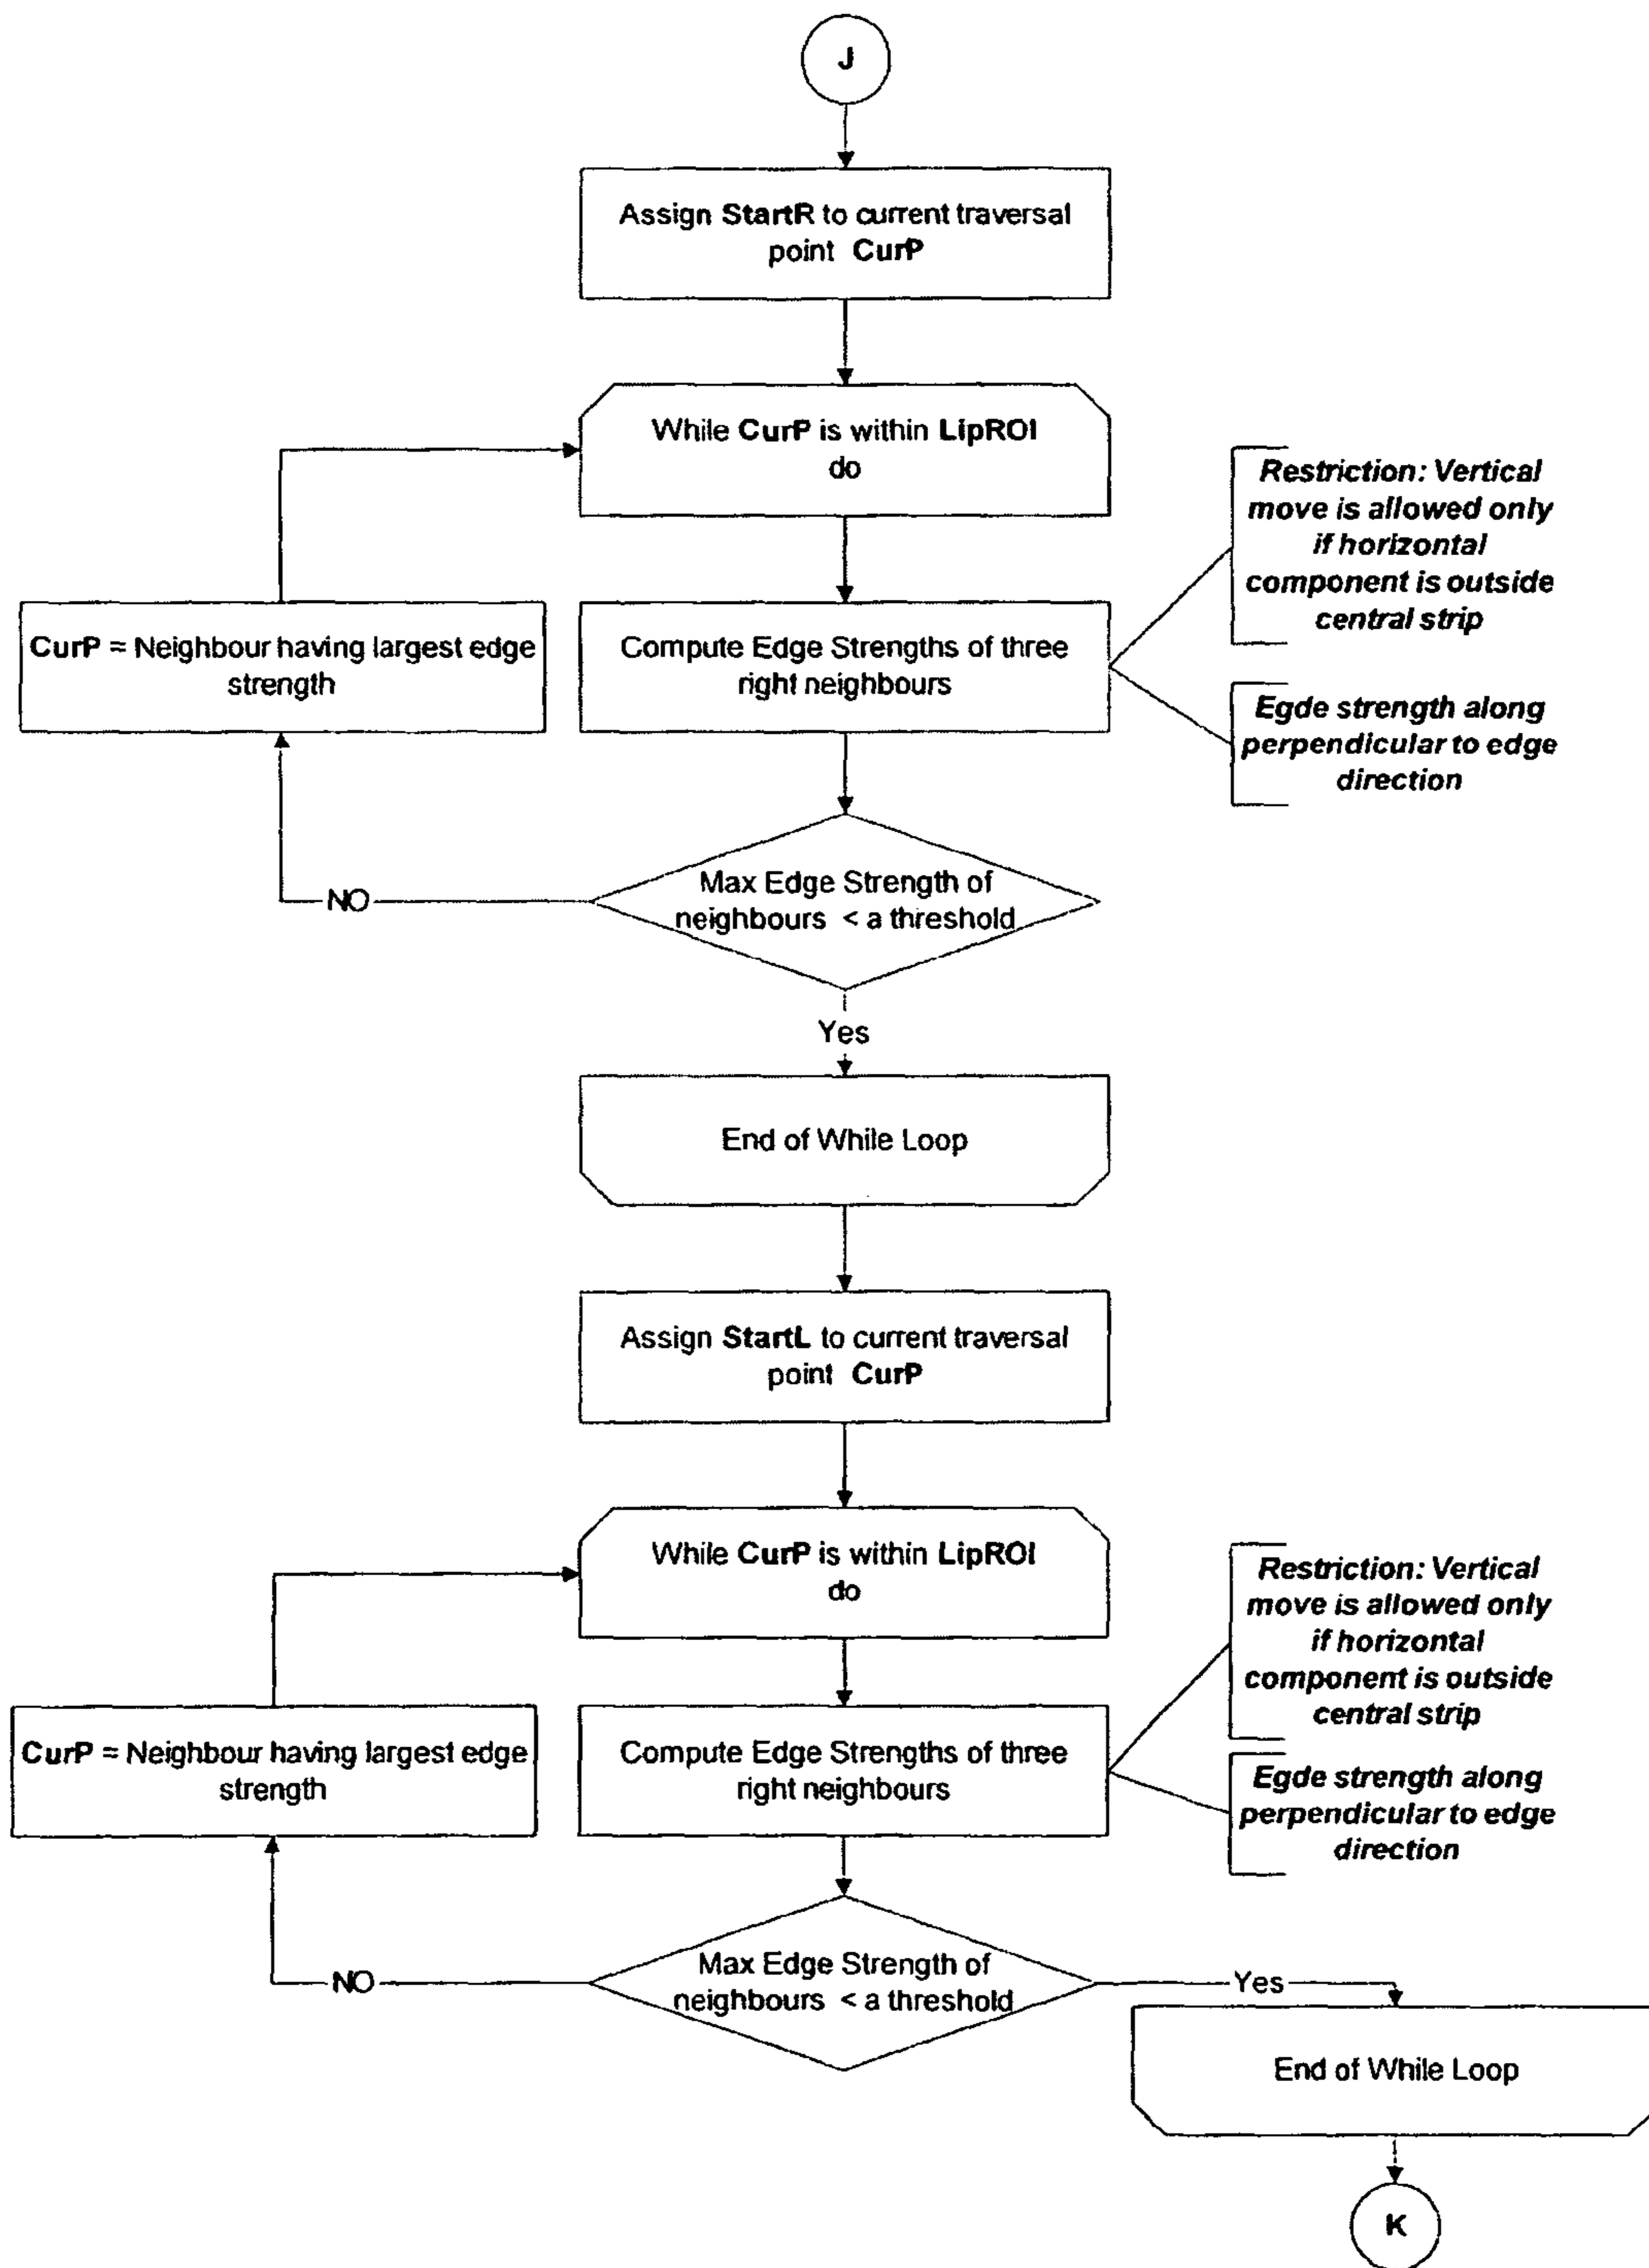 J
Assign StartR to current traversal
point CurP
While CurP is within LipROI
do
Restriction: Vertical
move is allowed only
if horizontal
component is outside
central strip
CurP = Neighbour having largest edge
strength
Compute Edge Strengths of three
right neighbours
Egde strength along
perpendicular to edge
direction
Max Edge Strength of
neighbours < a threshold
NO
Yes
End of While Loop
Assign StartL to current traversal
point CurP
While CurP is within LipROI
do
Restriction: Vertical
move is allowed only
if horizontal
component is outside
central strip
CurP = Neighbour having largest edge
strength
Compute Edge Strengths of three
right neighbours
Egde strength along
perpendicular to edge
direction
Max Edge Strength of
neighbours < a threshold
NO
Yes
End of While Loop
K